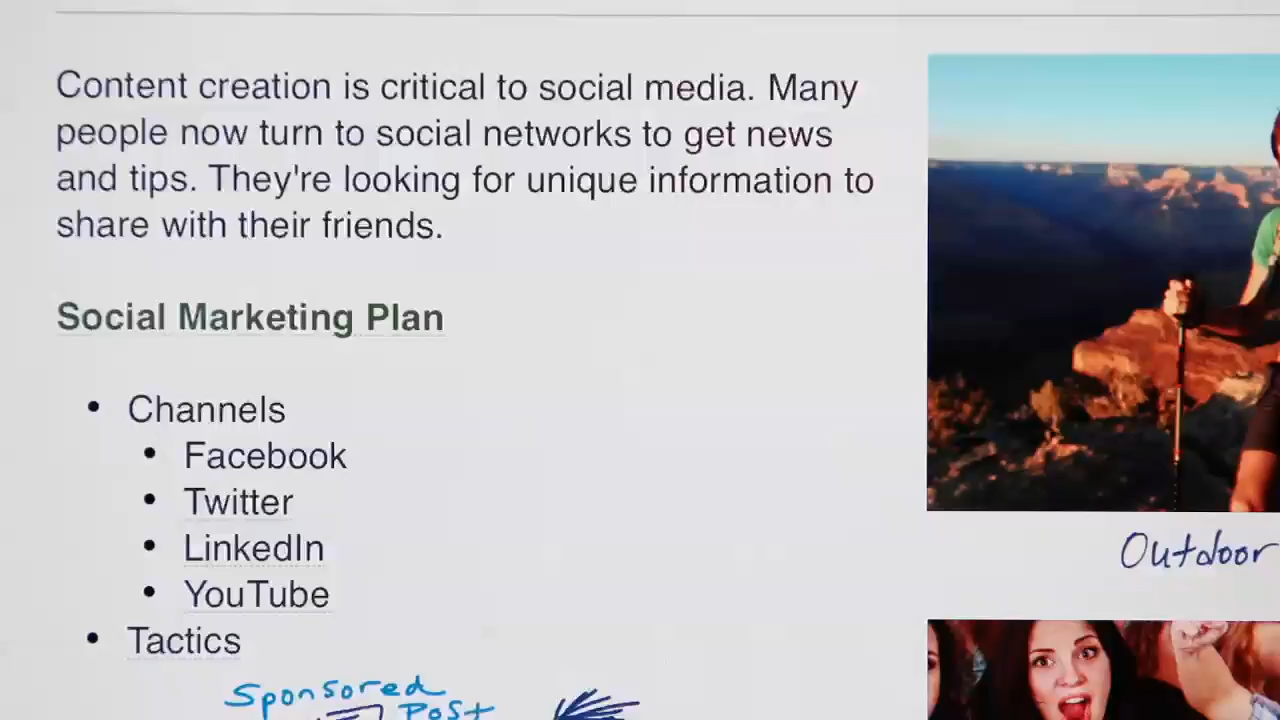 Content creation is critical to social media. Many
people now turn to social networks to get news
and tips. They're looking for unique information to
share with their friends.
Social Marketing Plan
• Channels
• Facebook
• Twitter
• LinkedIn
• YouTube
• Tactics
Outdoor
Sponsored
Post